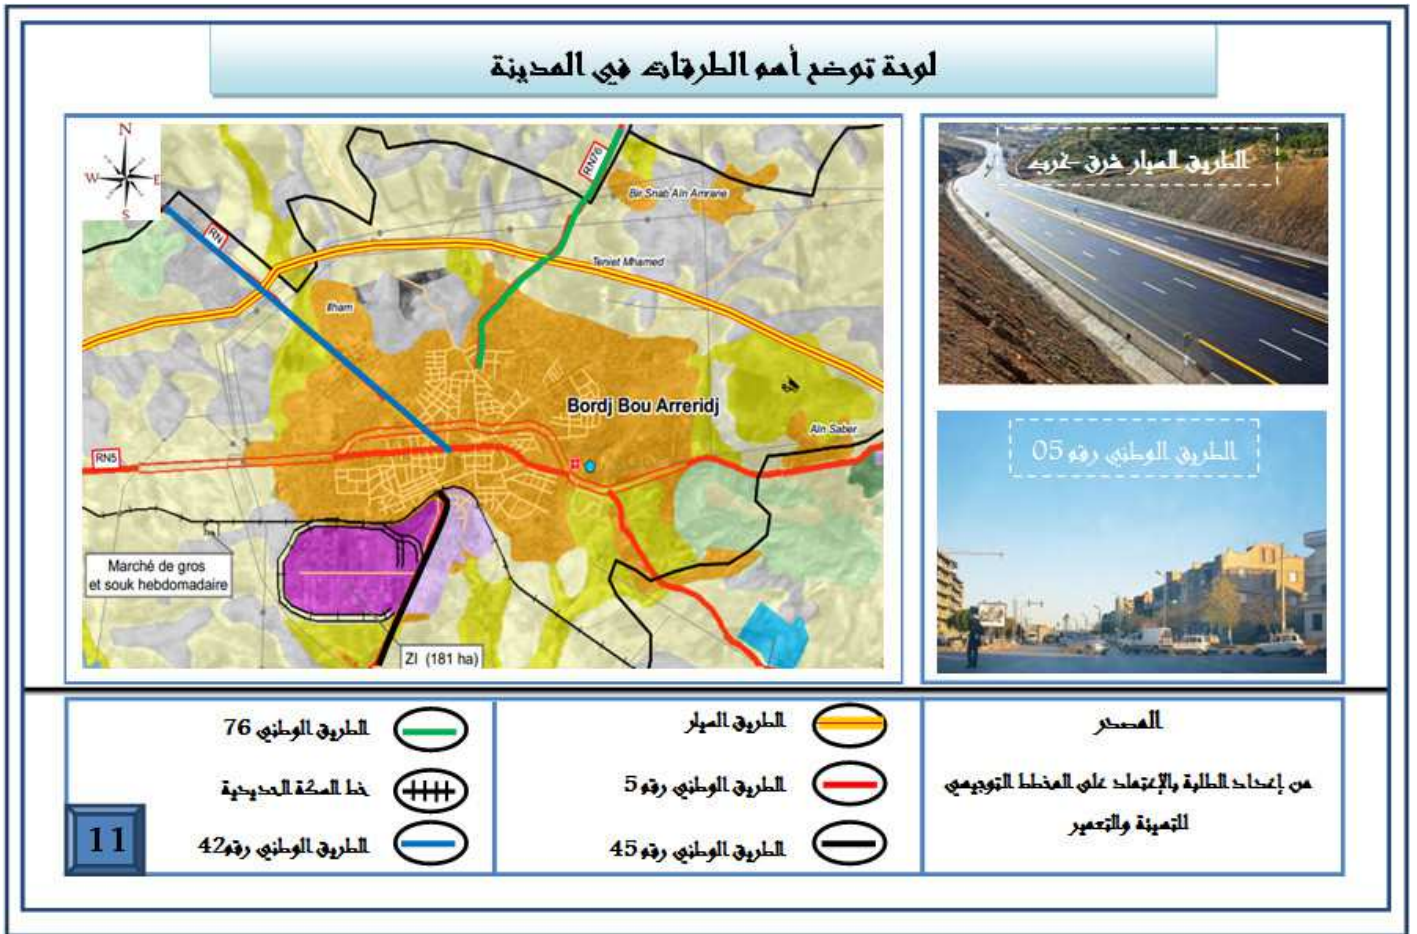 لوحة توضح أهم الطرقات في المدينة
N
W
E
S
RN
RN76
Bir Snab Ain Amrane
Teniet Mhamed
Ilham
Bordj Bou Arreridj
Ain Saber
RN5
Marché de gros
et souk hebdomadaire
ZI (181 ha)
الطريق السيار شرق غرب
الطريق الوطني رقم 05
المصدر
من إعداد الطلبة بالإعتماد على المخطط التوجيهي
للتهيئة والتعمير
الطريق السيار
الطريق الوطني رقم 5
الطريق الوطني رقم 45
الطريق الوطني 76
خط السكة الحديدية
الطريق الوطني رقم 42
11